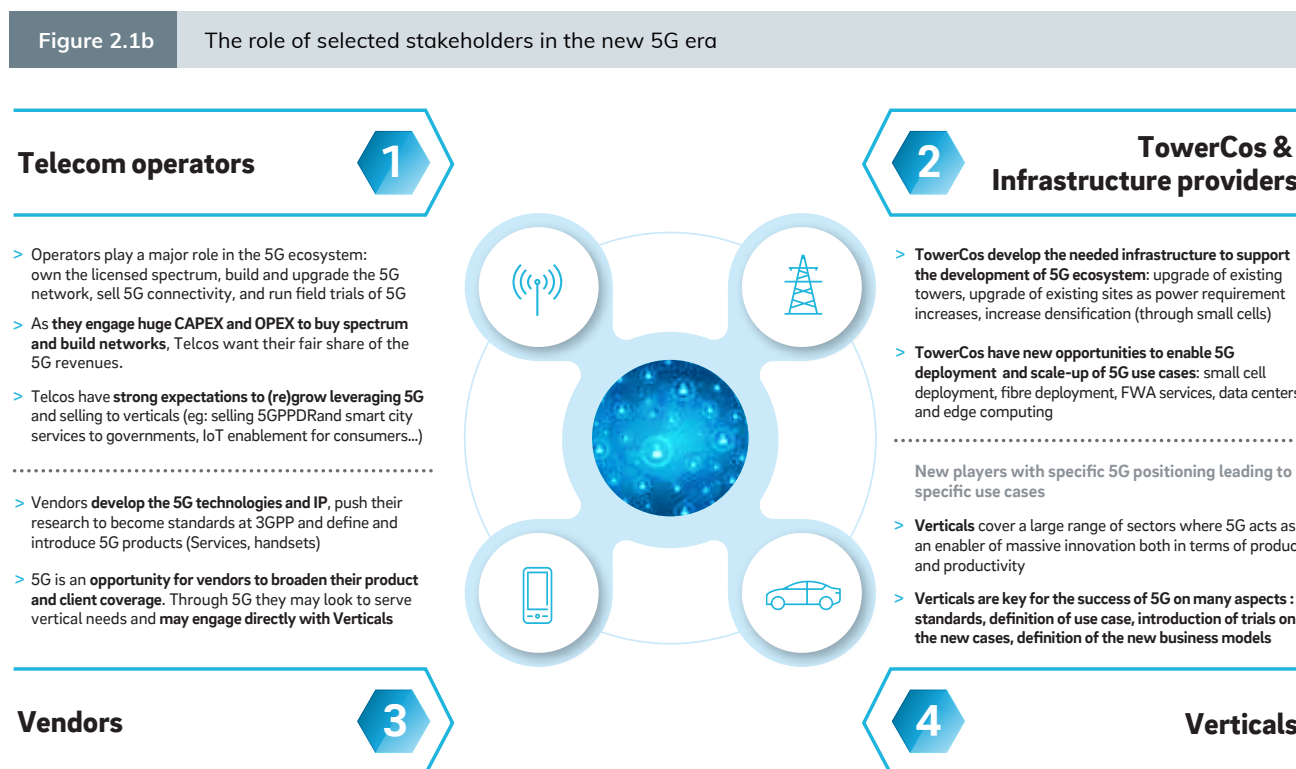 Figure 2.1b
The role of selected stakeholders in the new 5G era
Telecom operators
1
> Operators play a major role in the 5G ecosystem:
own the licensed spectrum, build and upgrade the 5G
network, sell 5G connectivity, and run field trials of 5G
> As they engage huge CAPEX and OPEX to buy spectrum
and build networks, Telcos want their fair share of the
5G revenues.
> Telcos have strong expectations to (re)grow leveraging 5G
and selling to verticals (eg: selling 5GPPDRand smart city
services to governments, IoT enablement for consumers...)
> Vendors develop the 5G technologies and IP, push their
research to become standards at 3GPP and define and
introduce 5G products (Services, handsets)
> 5G is an opportunity for vendors to broaden their product
and client coverage. Through 5G they may look to serve
vertical needs and may engage directly with Verticals
Vendors
3
2
TowerCos &
Infrastructure providers
> TowerCos develop the needed infrastructure to support
the development of 5G ecosystem: upgrade of existing
towers, upgrade of existing sites as power requirement
increases, increase densification (through small cells)
> TowerCos have new opportunities to enable 5G
deployment and scale-up of 5G use cases: small cell
deployment, fibre deployment, FWA services, data centers
and edge computing
New players with specific 5G positioning leading to
specific use cases
> Verticals cover a large range of sectors where 5G acts as
an enabler of massive innovation both in terms of produc
and productivity
> Verticals are key for the success of 5G on many aspects :
standards, definition of use case, introduction of trials on
the new cases, definition of the new business models
4
Verticals